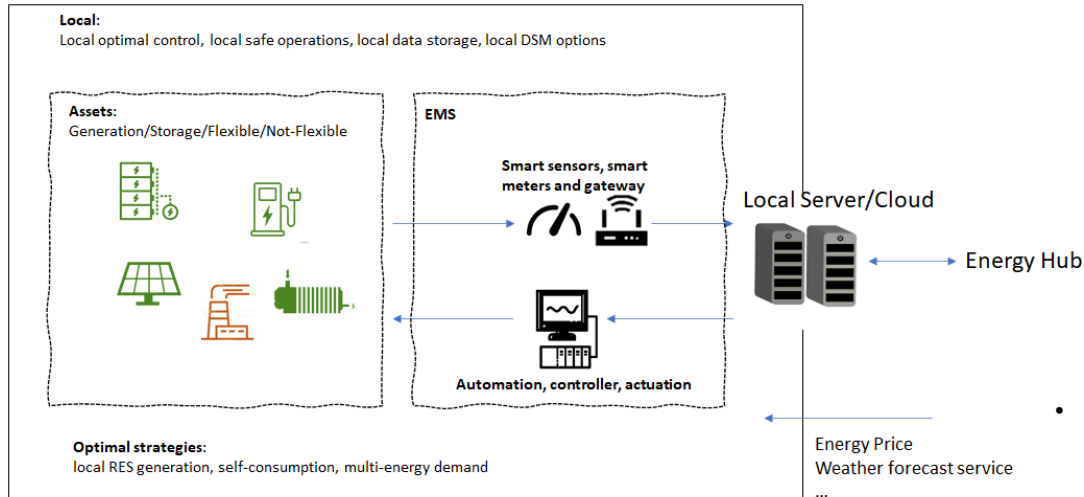 Local:
Local optimal control, local safe operations, local data storage, local DSM options
Assets:
Generation/Storage/Flexible/Not-Flexible
EMS
Smart sensors, smart
meters and gateway
Local Server/Cloud
Energy Hub
Automation, controller, actuation
Optimal strategies:
local RES generation, self-consumption, multi-energy demand
Energy Price
Weather forecast service
...